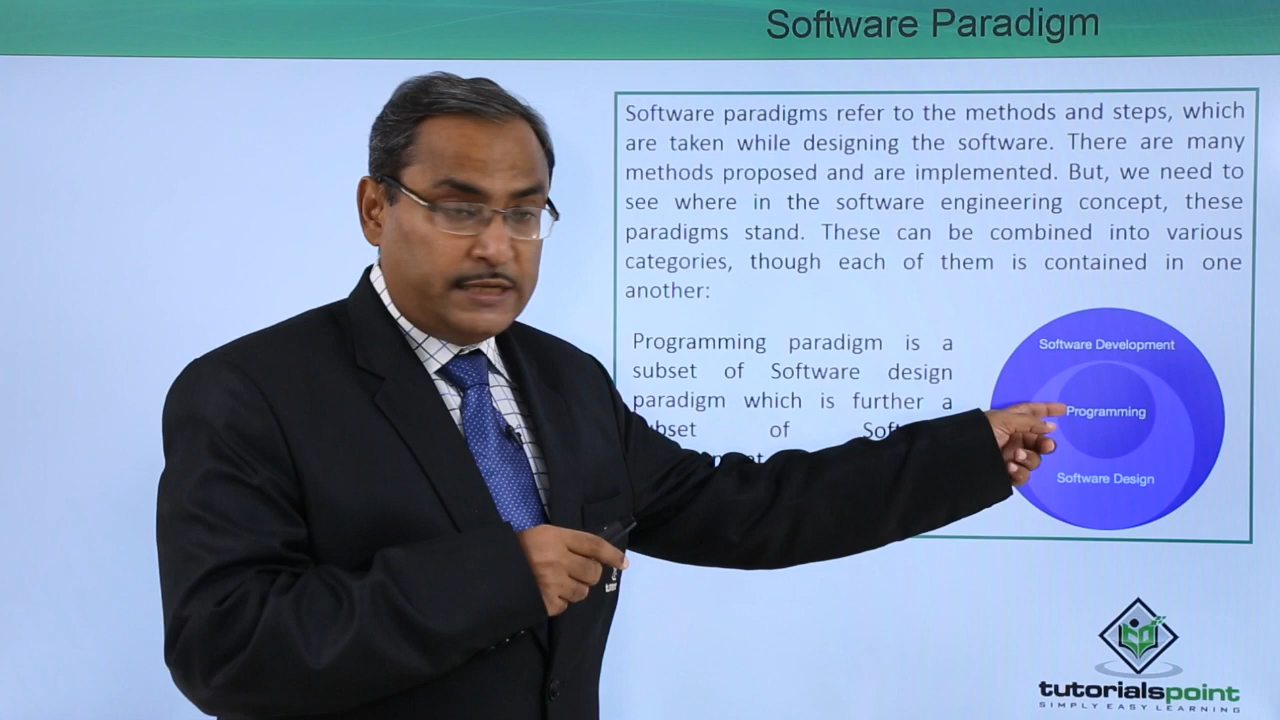 Software Paradigm
Software paradigms refer to the methods and steps, which
are taken while designing the software. There are many
methods proposed and are implemented. But, we need to
see where in the software engineering concept, these
paradigms stand. These can be combined into various
categories, though each of them is contained in one
another:
Programming paradigm is a
subset of Software design
paradigm which is further a
of
Software Development
Programming
Software Design
tutorialspoint
SIMPLY EASY LEARNING